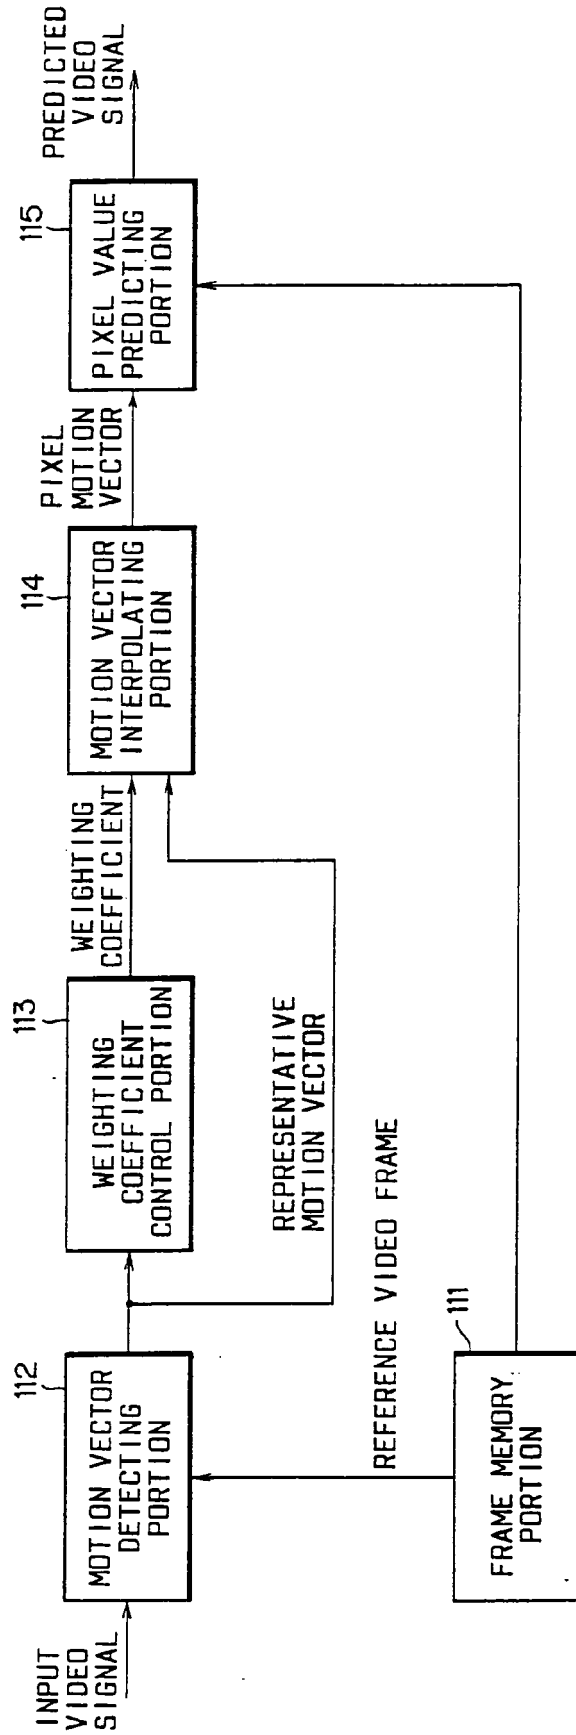 INPUT
VIDEO
SIGNAL
112
MOTION VECTOR
DETECTING
PORTION
113
WEIGHTING
COEFFICIENT
CONTROL PORTION
WEIGHTING
COEFFICIENT
114
MOTION VECTOR
INTERPOLATING
PORTION
PIXEL
MOTION
VECTOR
115
PIXEL VALUE
PREDICTING
PORTION
PREDICTED
VIDEO
SIGNAL
REPRESENTATIVE
MOTION VECTOR
REFERENCE VIDEO FRAME
111
FRAME MEMORY
PORTION